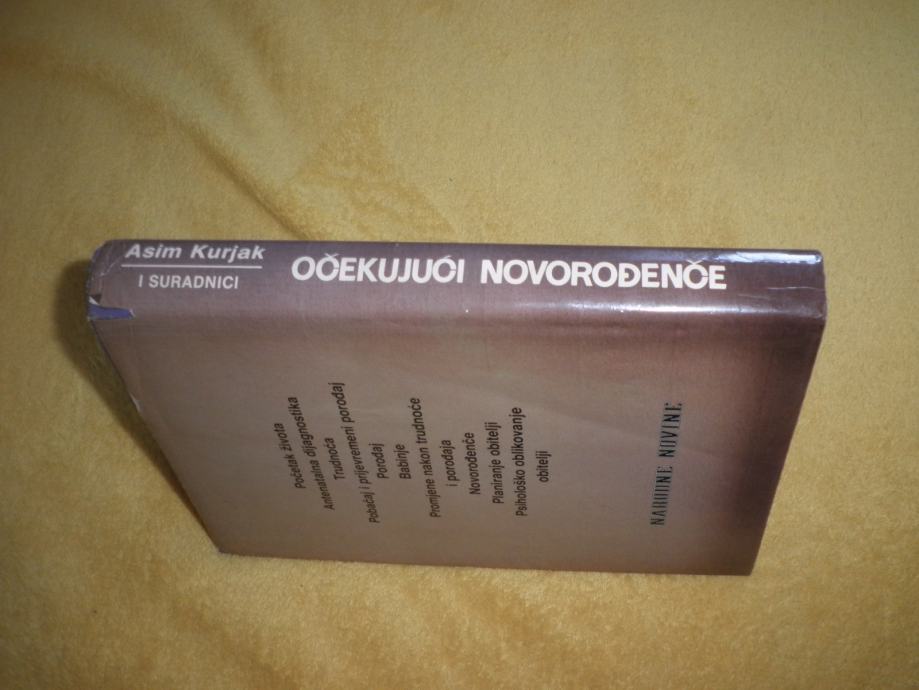 Asim Kurjak
I SURADNICI
OČEKUJUĆI NOVOROĐENČE
Početak života
Antenatalna dijagnostika
Trudnoća
Pobačaj i prijevremeni porođaj
Porođaj
Babinje
Promjene nakon trudnoće
i porođaja
Novorođenče
Planiranje obitelji
Psihološko oblikovanje
obitelji
NARODNE NOVINE